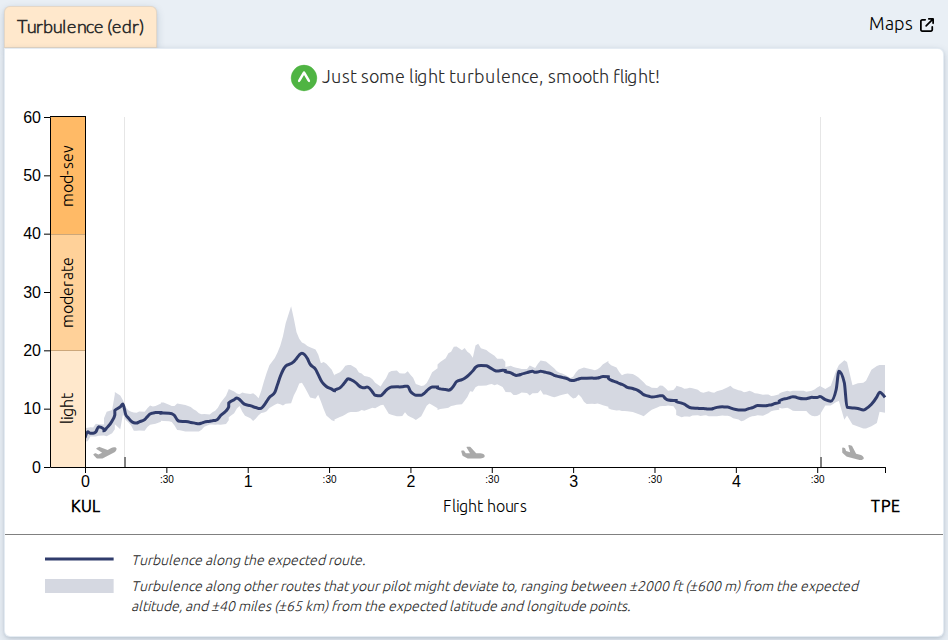 Turbulence (edr)
Maps
Just some light turbulence, smooth flight!
60
50
40
30
20
10
0
mod-sev
moderate
light
0
:30
1
:30
2
:30
3
:30
4
:30
KUL
Flight hours
TPE
Turbulence along the expected route.
Turbulence along other routes that your pilot might deviate to, ranging between ±2000 ft (±600 m) from the expected
altitude, and ±40 miles (±65 km) from the expected latitude and longitude points.